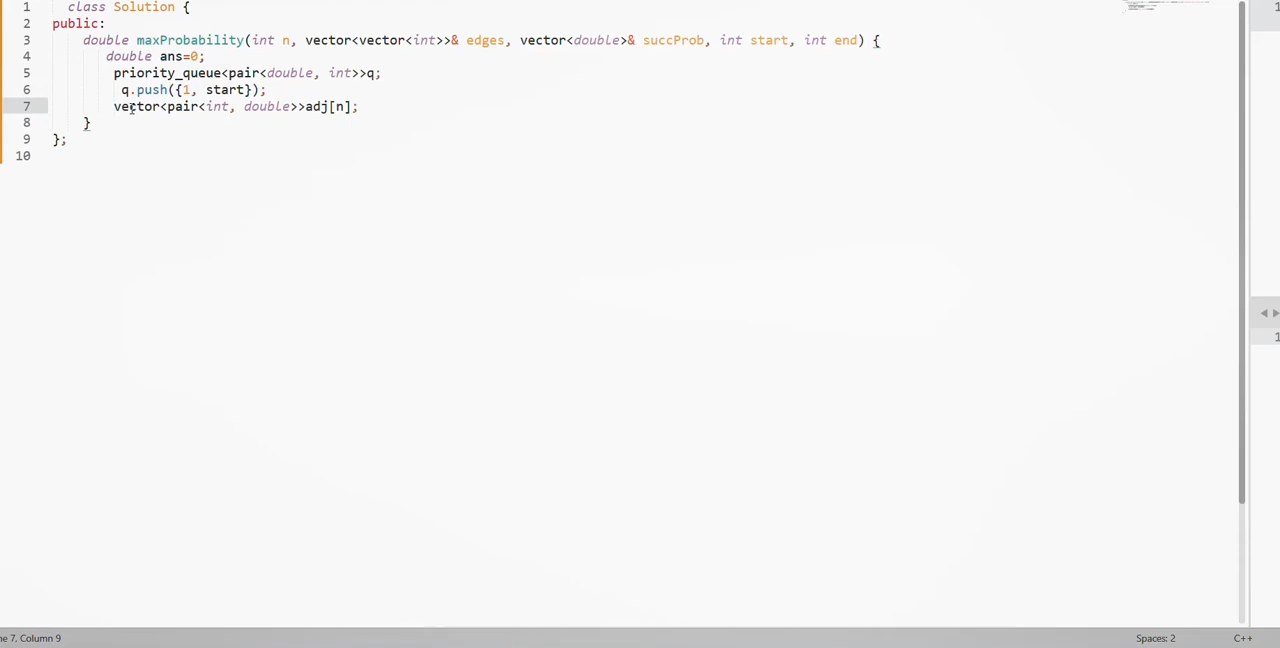 1 class Solution {
2 public:
3 double maxProbability(int n, vector<vector<int>>& edges, vector<double>& succProb, int start, int end) {
4 double ans=0;
5 priority_queue<pair<double, int>>q;
6 q.push({1, start});
7 vector<pair<int, double>>adj[n];
8 }
9 };
10
1
1
ne 7, Column 9 Spaces: 2 C++